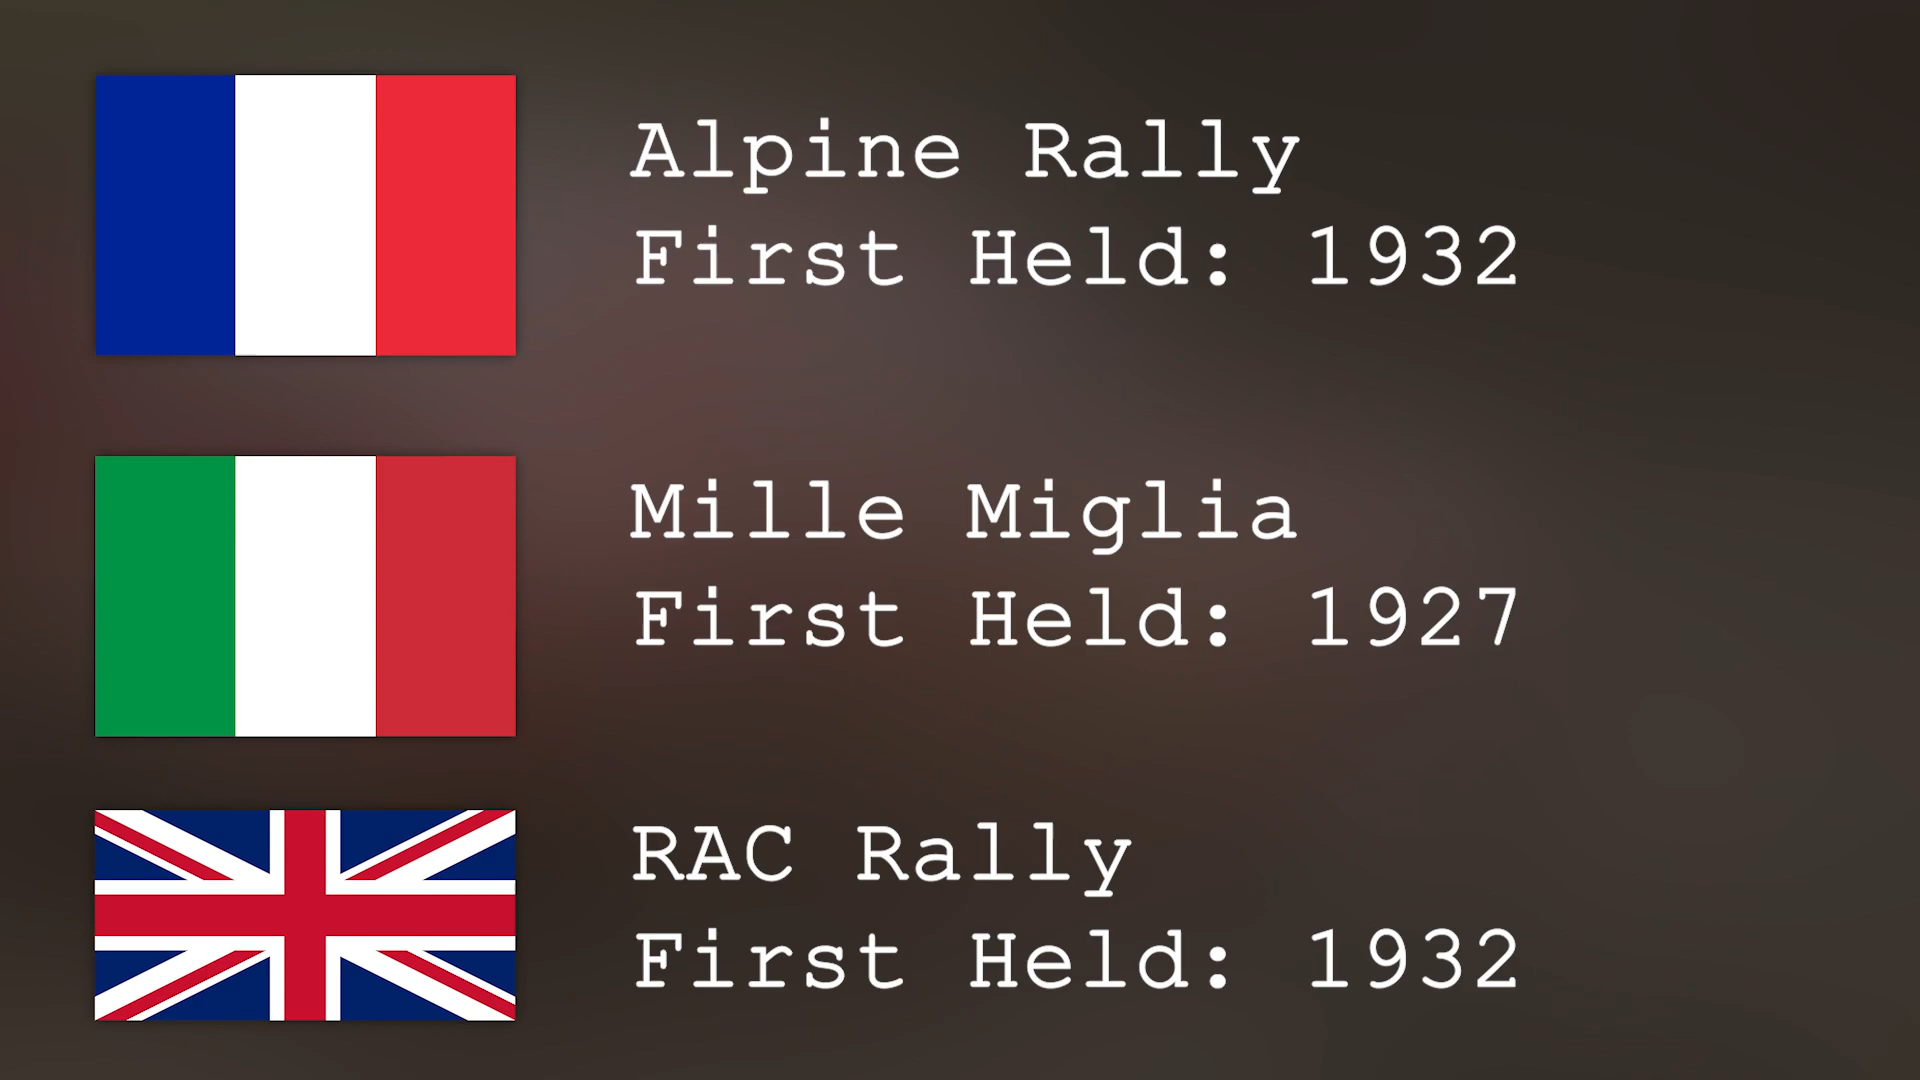 Alpine Rally
First Held: 1932
Mille Miglia
First Held: 1927
RAC Rally
First Held: 1932